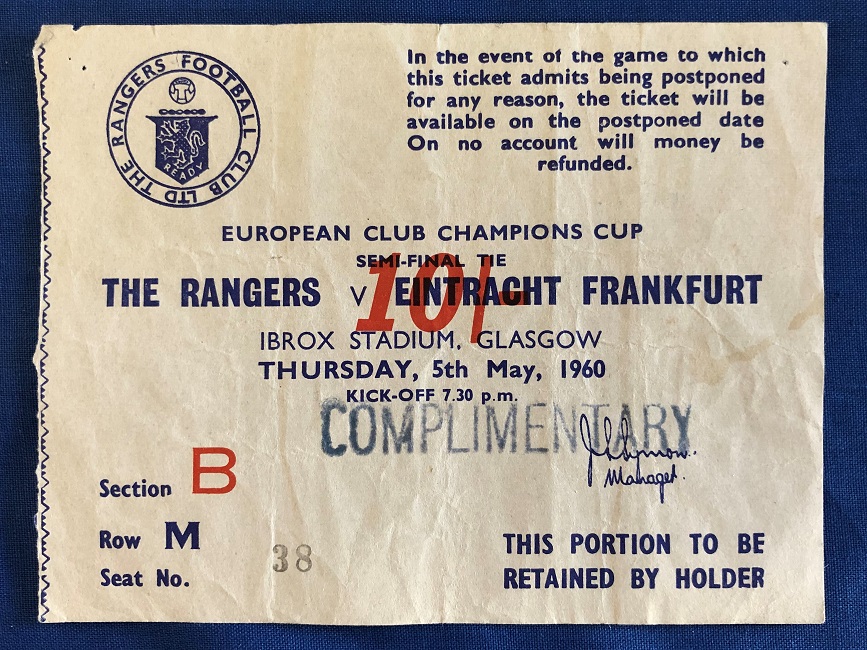 THE RANGERS FOOTBALL CLUB LTD
READY
In the event of the game to which
this ticket admits being postponed
for any reason, the ticket will be
available on the postponed date
On no account will money be
refunded.
EUROPEAN CLUB CHAMPIONS CUP
SEMI-FINAL TIE
10/-
THE RANGERS v EINTRACHT FRANKFURT
IBROX STADIUM, GLASGOW
THURSDAY, 5th May, 1960
KICK-OFF 7.30 p.m.
COMPLIMENTARY
Manager.
Section B
Row M
Seat No. 38
THIS PORTION TO BE
RETAINED BY HOLDER